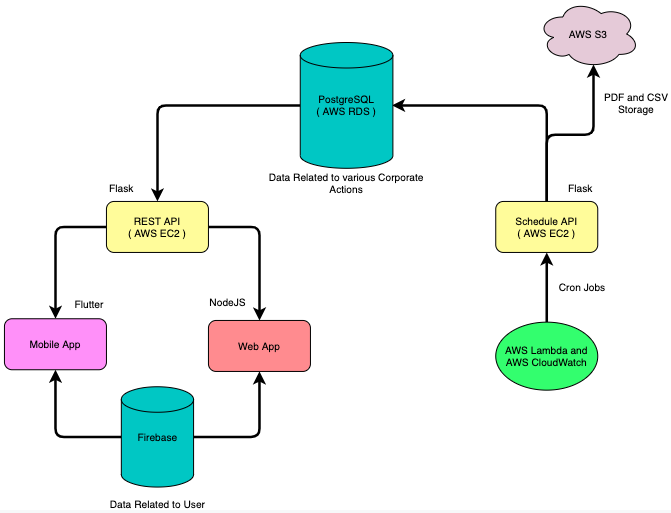 AWS S3
PostgreSQL
( AWS RDS )
PDF and CSV
Storage
Data Related to various Corporate
Actions
Flask
Flask
REST API
( AWS EC2 )
Schedule API
( AWS EC2 )
Flutter
NodeJS
Cron Jobs
Mobile App
Web App
AWS Lambda and
AWS CloudWatch
Firebase
Data Related to User